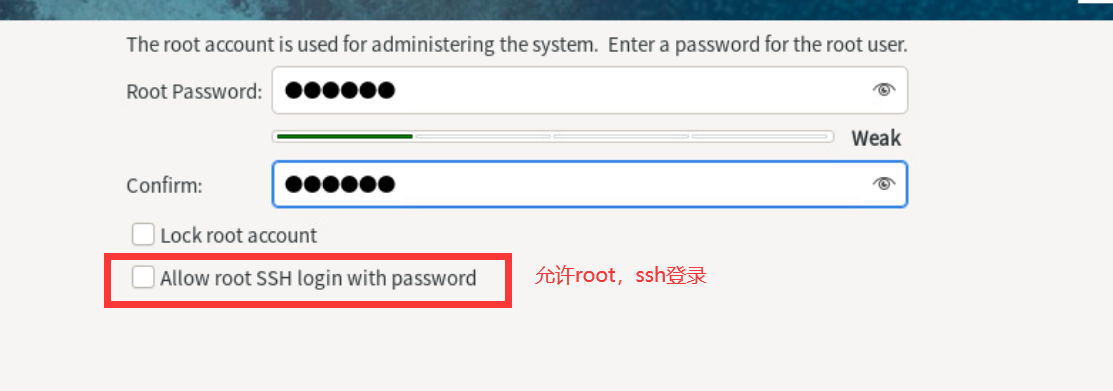 The root account is used for administering the system.  Enter a password for the root user.
Root Password: ●●●●●●
Weak
Confirm: ●●●●●●
Lock root account
Allow root SSH login with password 允许root，ssh登录